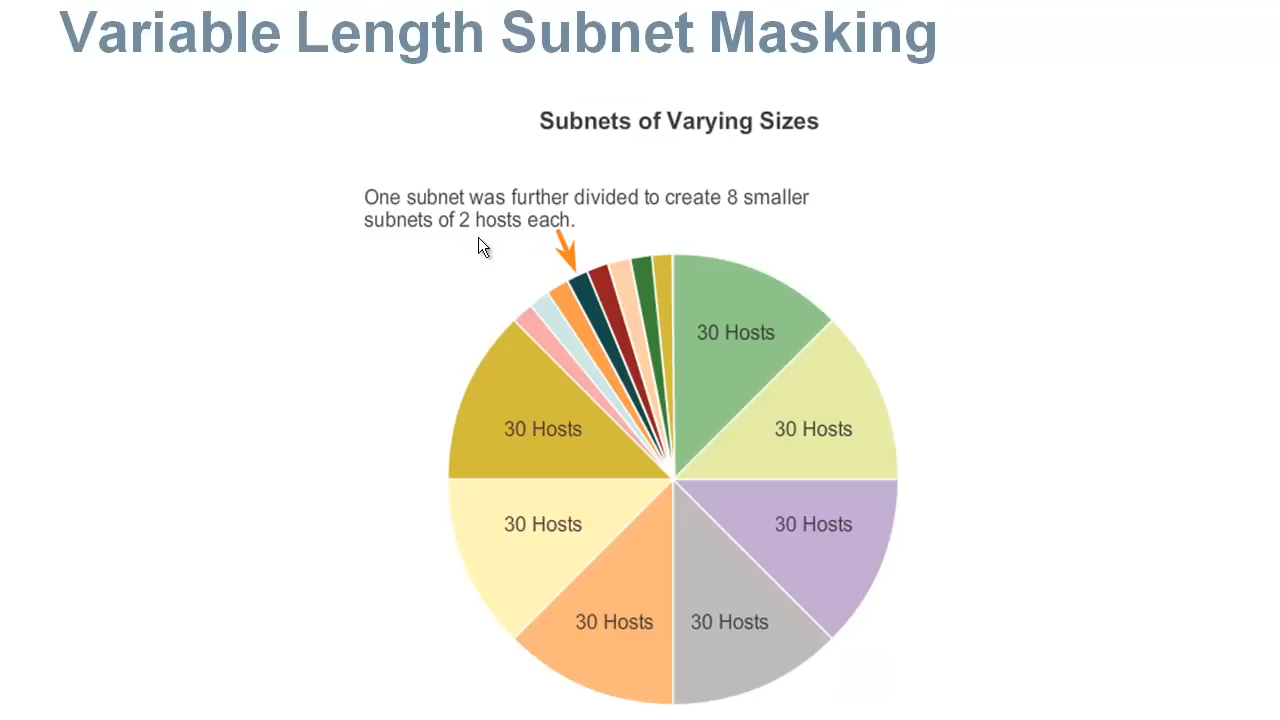 Variable Length Subnet Masking
Subnets of Varying Sizes
One subnet was further divided to create 8 smaller
subnets of 2 hosts each.
30 Hosts
30 Hosts
30 Hosts
30 Hosts
30 Hosts
30 Hosts
30 Hosts